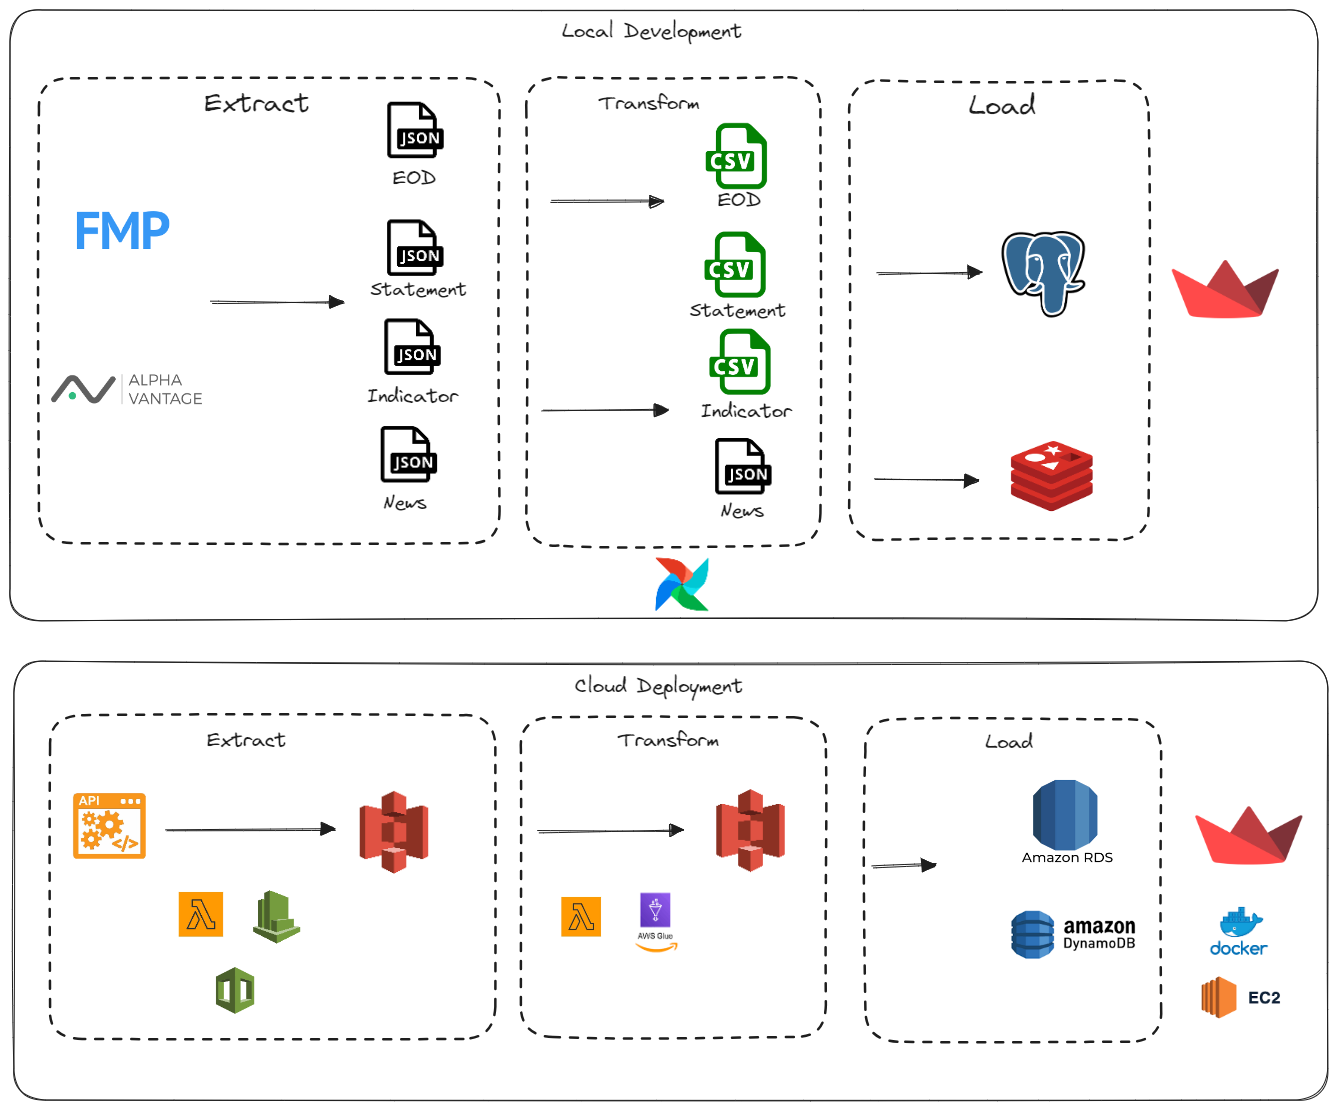 Local Development
Extract
JSON
EOD
FMP
JSON
Statement
ALPHA
VANTAGE
JSON
Indicator
JSON
News
Transform
CSV
EOD
CSV
Statement
CSV
Indicator
JSON
News
Load
Cloud Deployment
Extract
API
</>
Transform
AWS Glue
Load
Amazon RDS
amazon
DynamoDB
docker
EC2